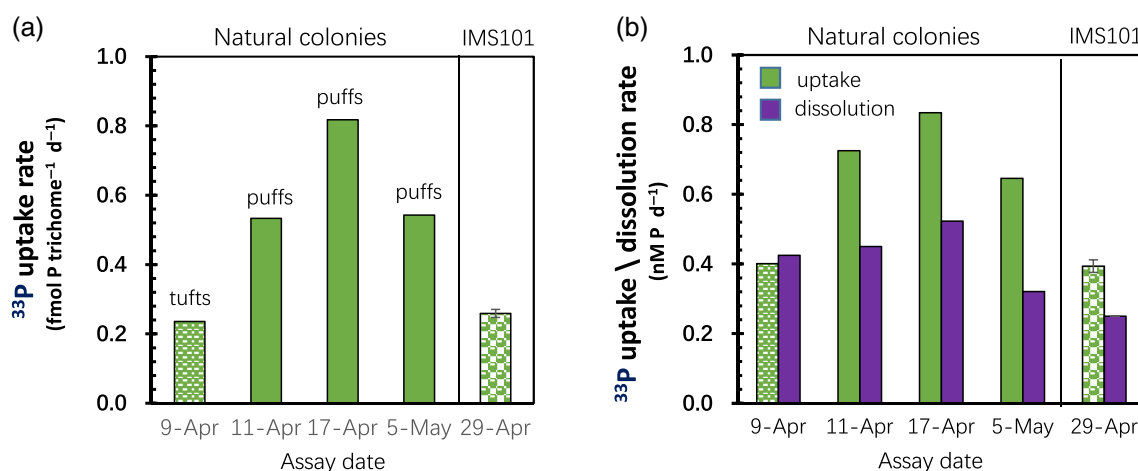 (a)
Natural colonies
IMS101
³³P uptake rate
(fmol P trichome⁻¹ d⁻¹)
1.0
0.8
0.6
0.4
0.2
0.0
tufts
puffs
puffs
puffs
9-Apr
11-Apr
17-Apr
5-May
29-Apr
Assay date
(b)
Natural colonies
IMS101
³³P uptake \ dissolution rate
(nM P d⁻¹)
1.0
0.8
0.6
0.4
0.2
0.0
uptake
dissolution
9-Apr
11-Apr
17-Apr
5-May
29-Apr
Assay date